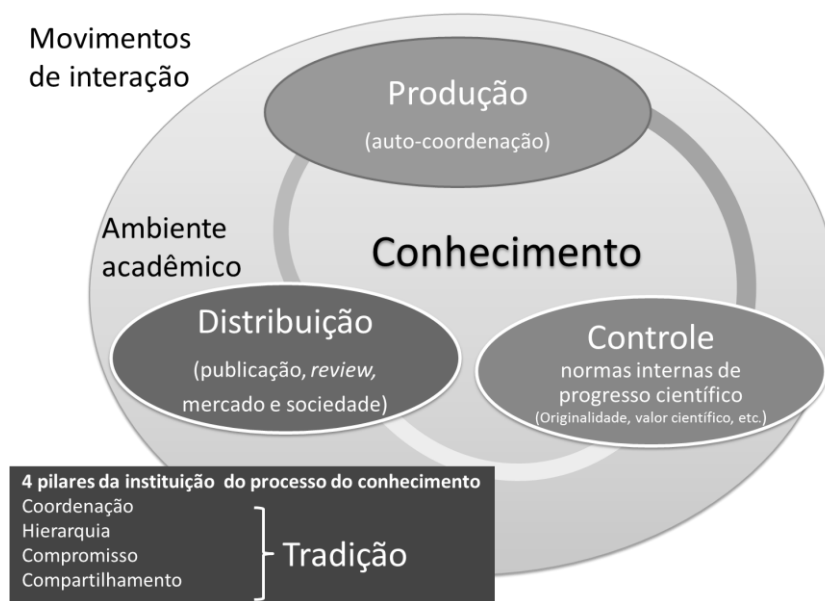 Movimentos
de interação
Produção
(auto-coordenação)
Ambiente
acadêmico
Conhecimento
Distribuição
(publicação, review,
mercado e sociedade)
Controle
normas internas de
progresso científico
(Originalidade, valor científico, etc.)
4 pilares da instituição do processo do conhecimento
Coordenação
Hierarquia
Compromisso
Compartilhamento
Tradição